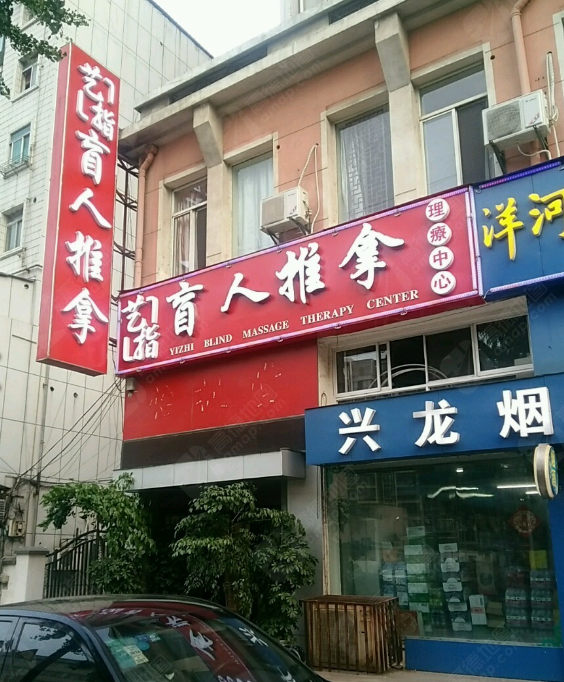 艺指盲人推拿
艺指 盲人推拿 理療中心
YIZHI BLIND MASSAGE THERAPY CENTER
洋河
兴龙烟